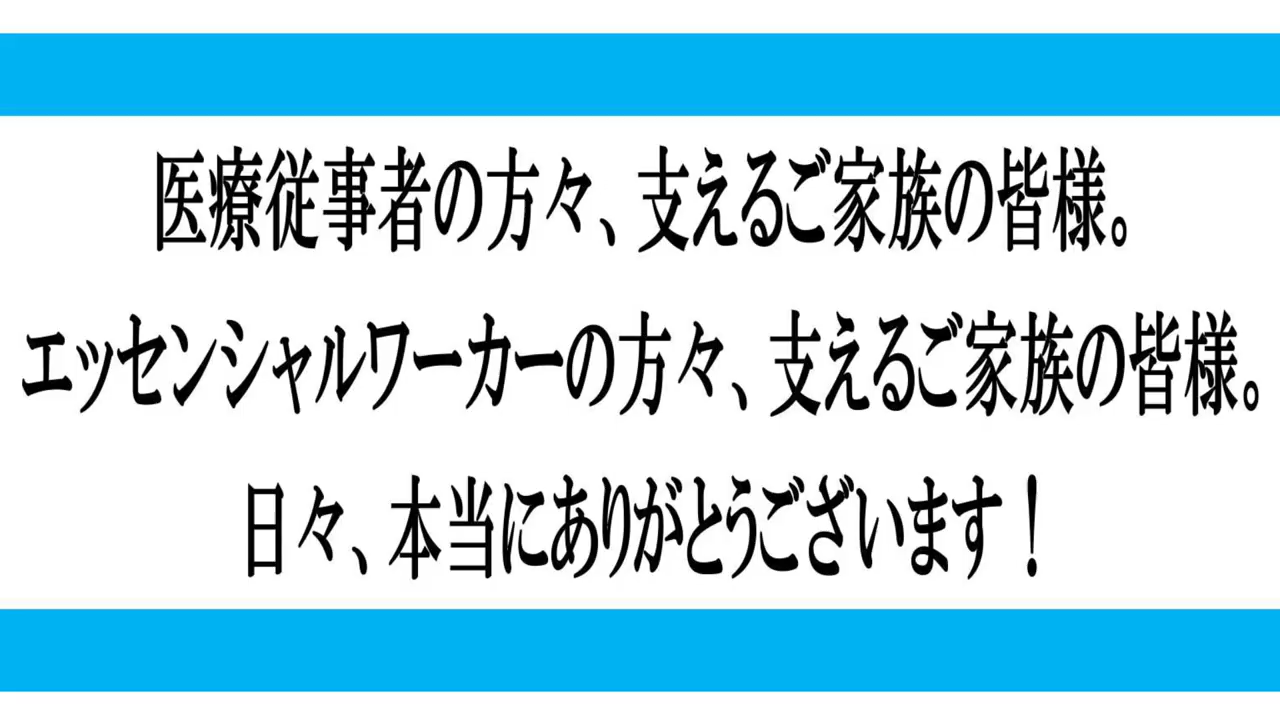 医療従事者の方々、支えるご家族の皆様。
エッセンシャルワーカーの方々、支えるご家族の皆様。
日々、本当にありがとうございます！